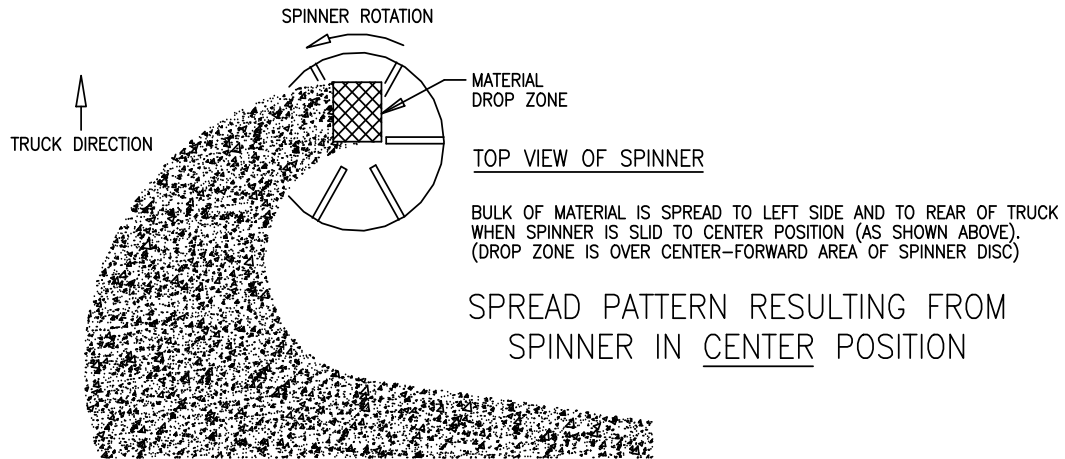 SPINNER ROTATION
MATERIAL
DROP ZONE
TRUCK DIRECTION
TOP VIEW OF SPINNER
BULK OF MATERIAL IS SPREAD TO LEFT SIDE AND TO REAR OF TRUCK
WHEN SPINNER IS SLID TO CENTER POSITION (AS SHOWN ABOVE).
(DROP ZONE IS OVER CENTER–FORWARD AREA OF SPINNER DISC)
SPREAD PATTERN RESULTING FROM
SPINNER IN CENTER POSITION